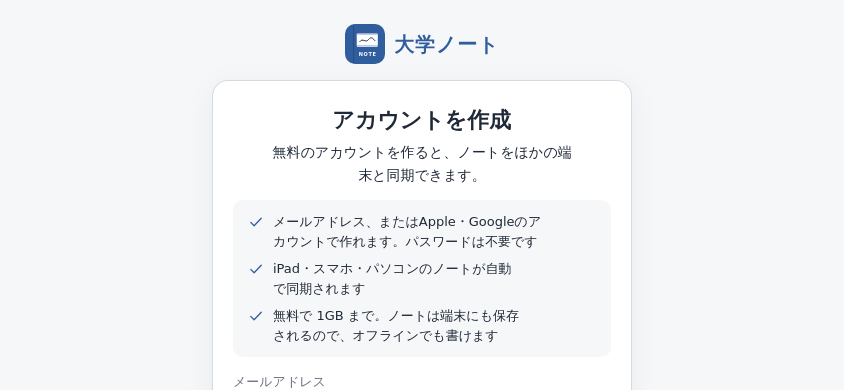 NOTE
大学ノート
アカウントを作成
無料のアカウントを作ると、ノートをほかの端
末と同期できます。
メールアドレス、またはApple・Googleのア
カウントで作れます。パスワードは不要です
iPad・スマホ・パソコンのノートが自動
で同期されます
無料で 1GB まで。ノートは端末にも保存
されるので、オフラインでも書けます
メールアドレス